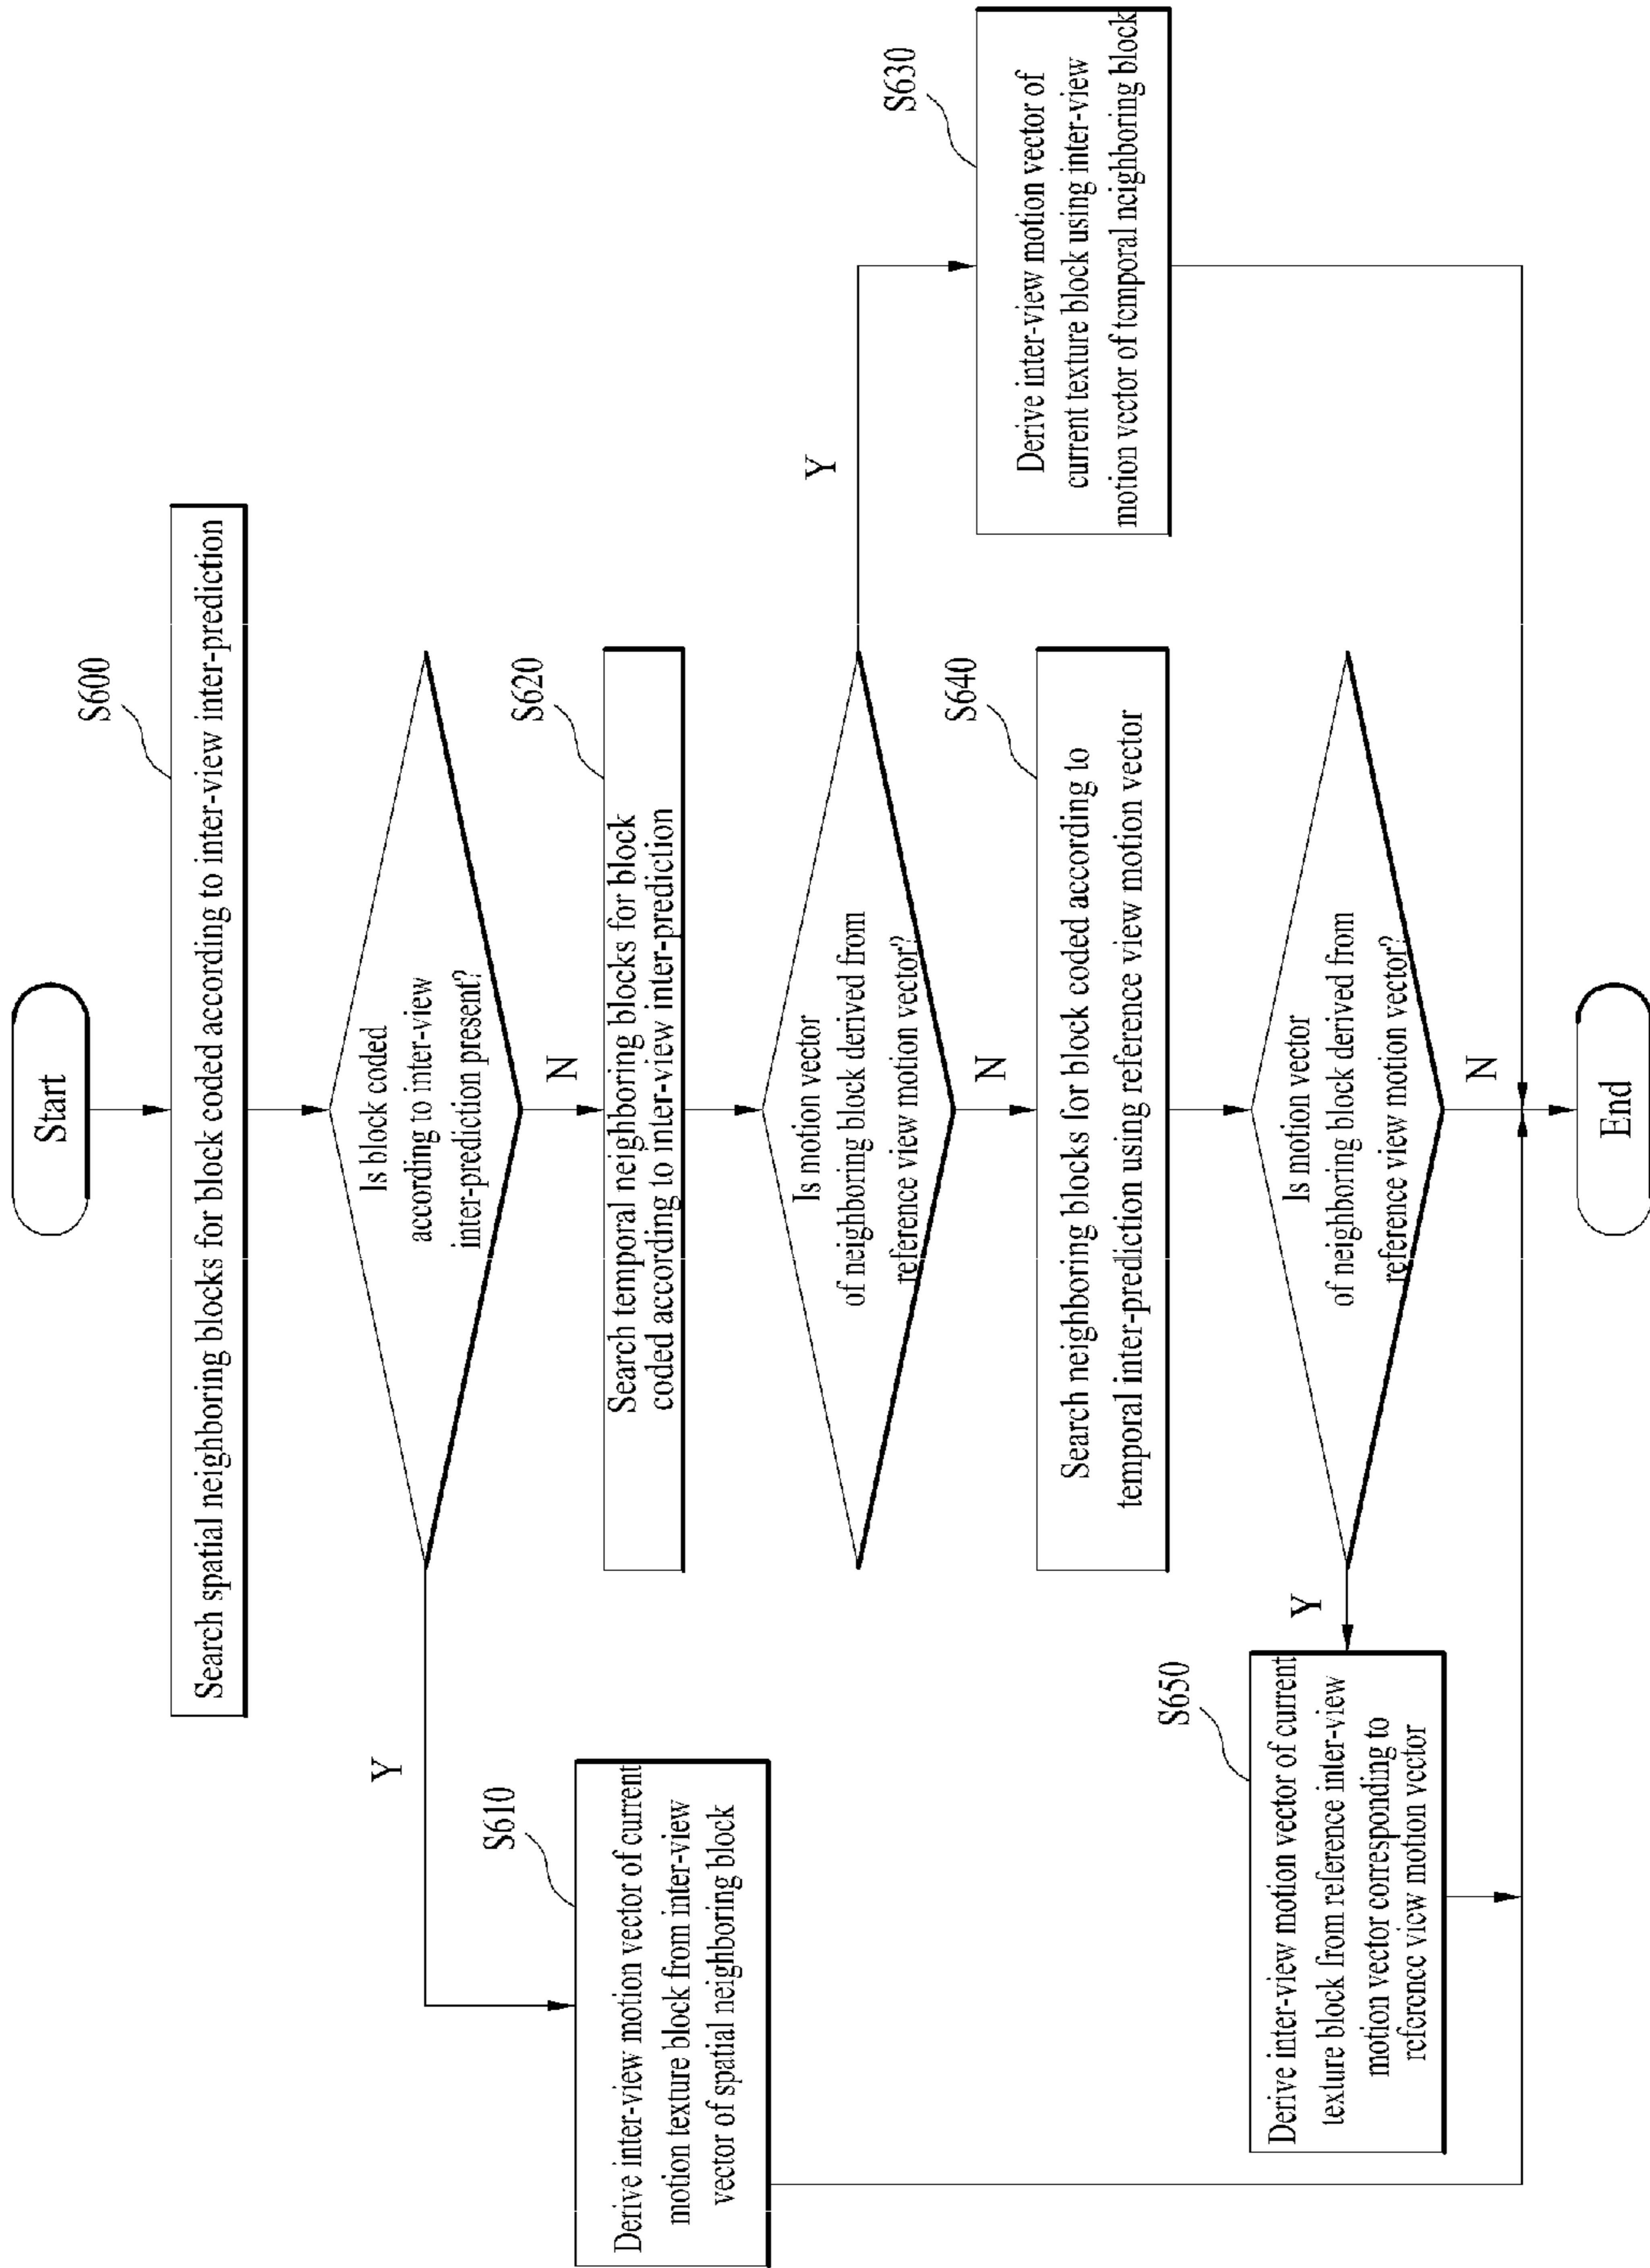 Start
S600
Search spatial neighboring blocks for block coded according to inter-view inter-prediction
Is block coded
according to inter-view
inter-prediction present?
Y
N
S610
Derive inter-view motion vector of current
motion texture block from inter-view
vector of spatial neighboring block
S620
Search temporal neighboring blocks for block
coded according to inter-view inter-prediction
Is motion vector
of neighboring block derived from
reference view motion vector?
Y
N
S630
Derive inter-view motion vector of
current texture block using inter-view
motion vector of temporal neighboring block
S640
Search neighboring blocks for block coded according to
temporal inter-prediction using reference view motion vector
Is motion vector
of neighboring block derived from
reference view motion vector?
Y
N
S650
Derive inter-view motion vector of current
texture block from reference inter-view
motion vector corresponding to
reference view motion vector
End